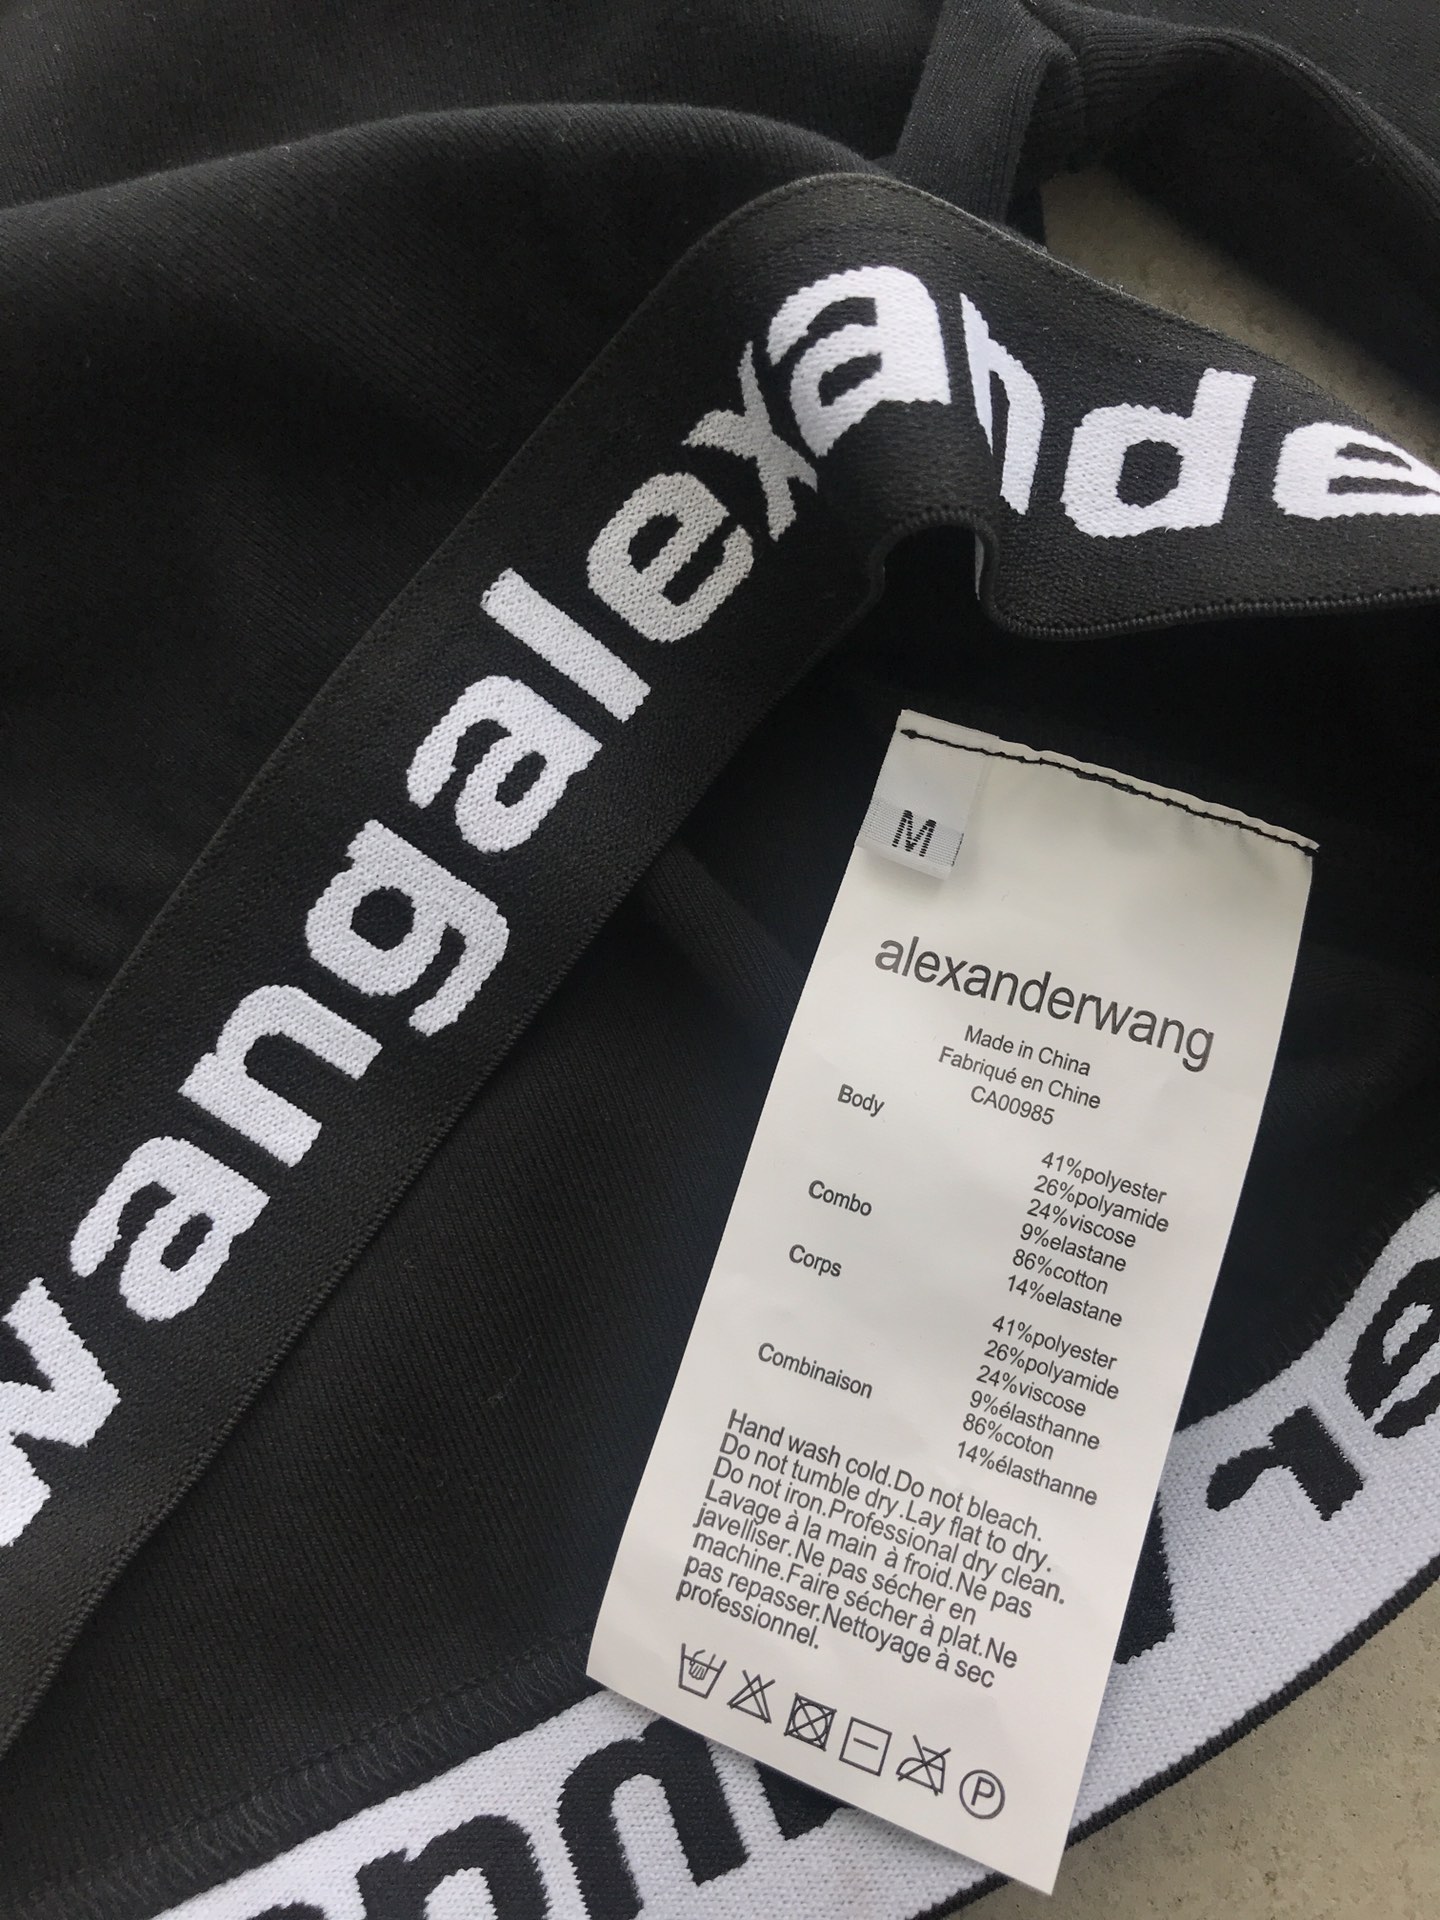 wangalexande
M
alexanderwang
Made in China
Fabriqué en Chine
CA00985
Body
41%polyester
26%polyamide
24%viscose
9%elastane
Combo
86%cotton
14%elastane
Corps
41%polyester
26%polyamide
24%viscose
9%élasthanne
Combinaison
86%coton
14%élasthanne
Hand wash cold.Do not bleach.
Do not tumble dry.Lay flat to dry.
Do not iron.Professional dry clean.
Lavage à la main à froid.Ne pas
javelliser.Ne pas sécher en
machine.Faire sécher à plat.Ne
pas repasser.Nettoyage à sec
professionnel.
P